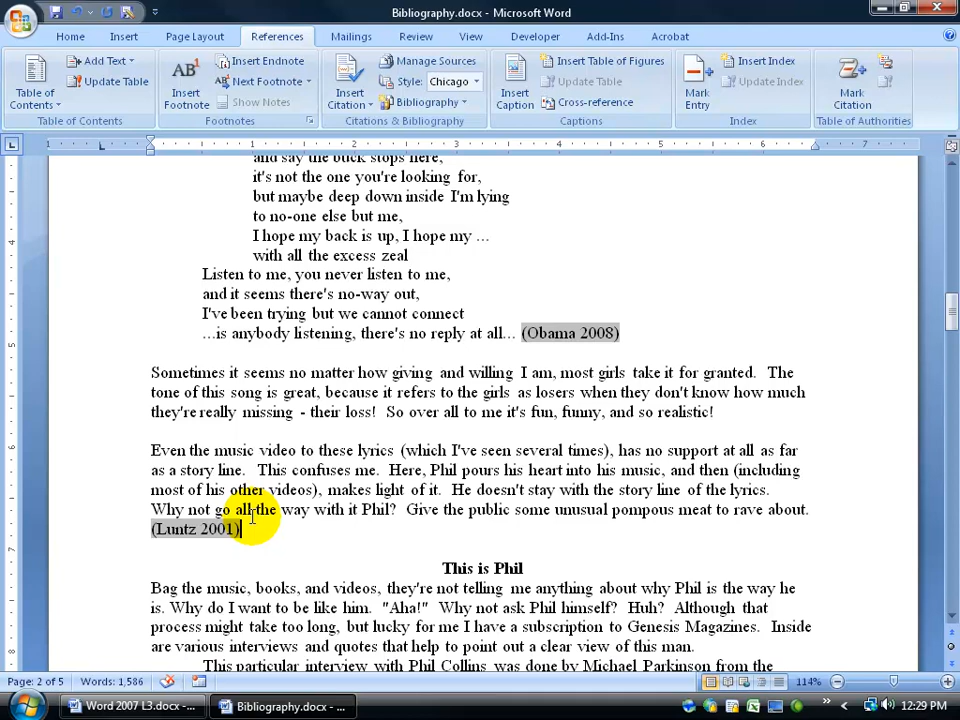 Bibliography.docx - Microsoft Word
Home Insert Page Layout References Mailings Review View Developer Add-Ins Acrobat
Table of Contents
Add Text
Update Table
Table of Contents
AB¹
Insert Footnote
Insert Endnote
Next Footnote
Show Notes
Footnotes
Insert Citation
Manage Sources
Style: Chicago
Bibliography
Citations & Bibliography
Insert Caption
Insert Table of Figures
Update Table
Cross-reference
Captions
Mark Entry
Insert Index
Update Index
Index
Mark Citation
Table of Authorities
1 1 2 3 4 5 6 7
and say the buck stops here,
it's not the one you're looking for,
but maybe deep down inside I'm lying
to no-one else but me,
I hope my back is up, I hope my ...
with all the excess zeal
Listen to me, you never listen to me,
and it seems there's no-way out,
I've been trying but we cannot connect
...is anybody listening, there's no reply at all... (Obama 2008)
Sometimes it seems no matter how giving and willing I am, most girls take it for granted. The
tone of this song is great, because it refers to the girls as losers when they don't know how much
they're really missing - their loss! So over all to me it's fun, funny, and so realistic!
Even the music video to these lyrics (which I've seen several times), has no support at all as far
as a story line. This confuses me. Here, Phil pours his heart into his music, and then (including
most of his other videos), makes light of it. He doesn't stay with the story line of the lyrics.
Why not go all the way with it Phil? Give the public some unusual pompous meat to rave about.
(Luntz 2001)
This is Phil
Bag the music, books, and videos, they're not telling me anything about why Phil is the way he
is. Why do I want to be like him. "Aha!" Why not ask Phil himself? Huh? Although that
process might take too long, but lucky for me I have a subscription to Genesis Magazines. Inside
are various interviews and quotes that help to point out a clear view of this man.
This particular interview with Phil Collins was done by Michael Parkinson from the
4
5
6
7
8
Page: 2 of 5 Words: 1,586 114%
Word 2007 L3.docx -... Bibliography.docx - ... 12:29 PM